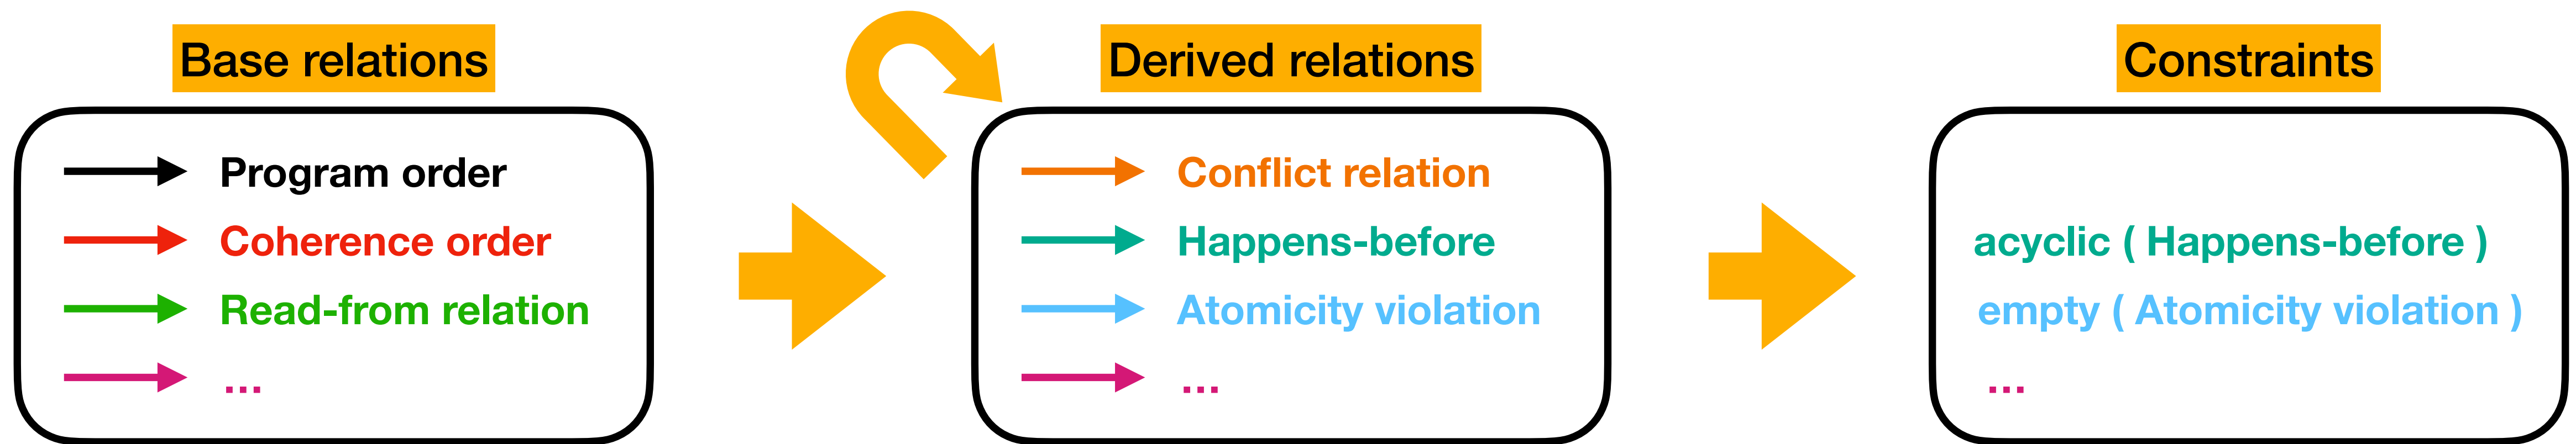 Base relations
Program order
Coherence order
Read-from relation
...
Derived relations
Conflict relation
Happens-before
Atomicity violation
...
Constraints
acyclic ( Happens-before )
empty ( Atomicity violation )
...